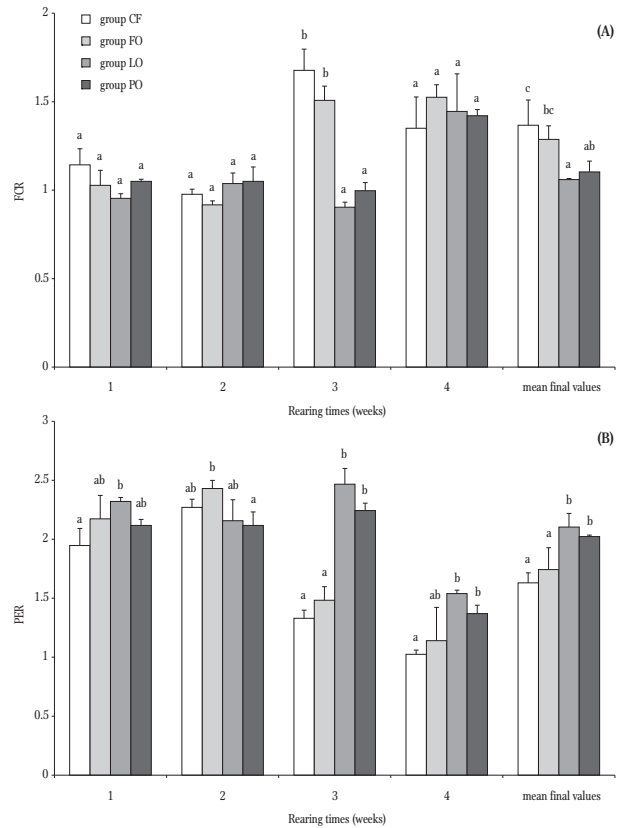 2
(A)
group CF
group FO
group LO
group PO
b
b
a
a
a
a
c
1.5
bc
a
a
a
a
a
a
a
a
a
a
a
a
ab
1
FCR
0.5
0
1 2 3 4 mean final values
Rearing times (weeks)
3
(B)
2.5
ab b ab
a
ab b ab
a
b
b
b
b
2
a
a
1.5
a
a
ab
b
b
a
1
PER
0.5
0
1 2 3 4 mean final values
Rearing times (weeks)